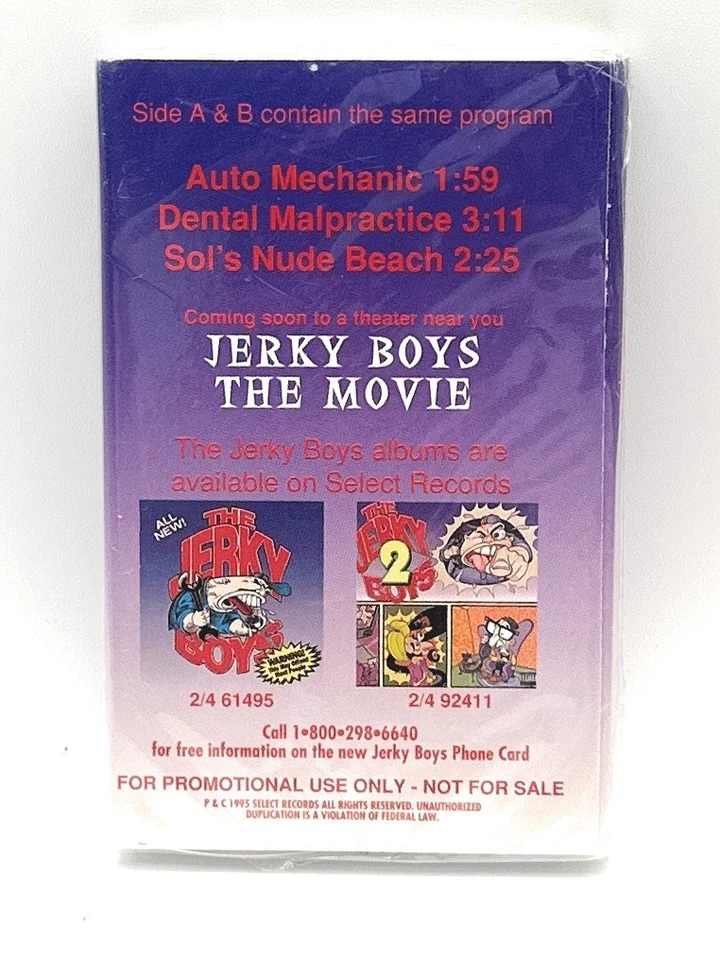 Side A & B contain the same program
Auto Mechanic 1:59
Dental Malpractice 3:11
Sol's Nude Beach 2:25
Coming soon to a theater near you
JERKY BOYS
THE MOVIE
The Jerky Boys albums are
available on Select Records
ALL
NEW!
THE
JERKY
BOYS
WARNING!
THE
JERKY
2
BOYS
2/4 61495
2/4 92411
Call 1•800•298•6640
for free information on the new Jerky Boys Phone Card
FOR PROMOTIONAL USE ONLY - NOT FOR SALE
P & C 1995 SELECT RECORDS ALL RIGHTS RESERVED. UNAUTHORIZED
DUPLICATION IS A VIOLATION OF FEDERAL LAW.